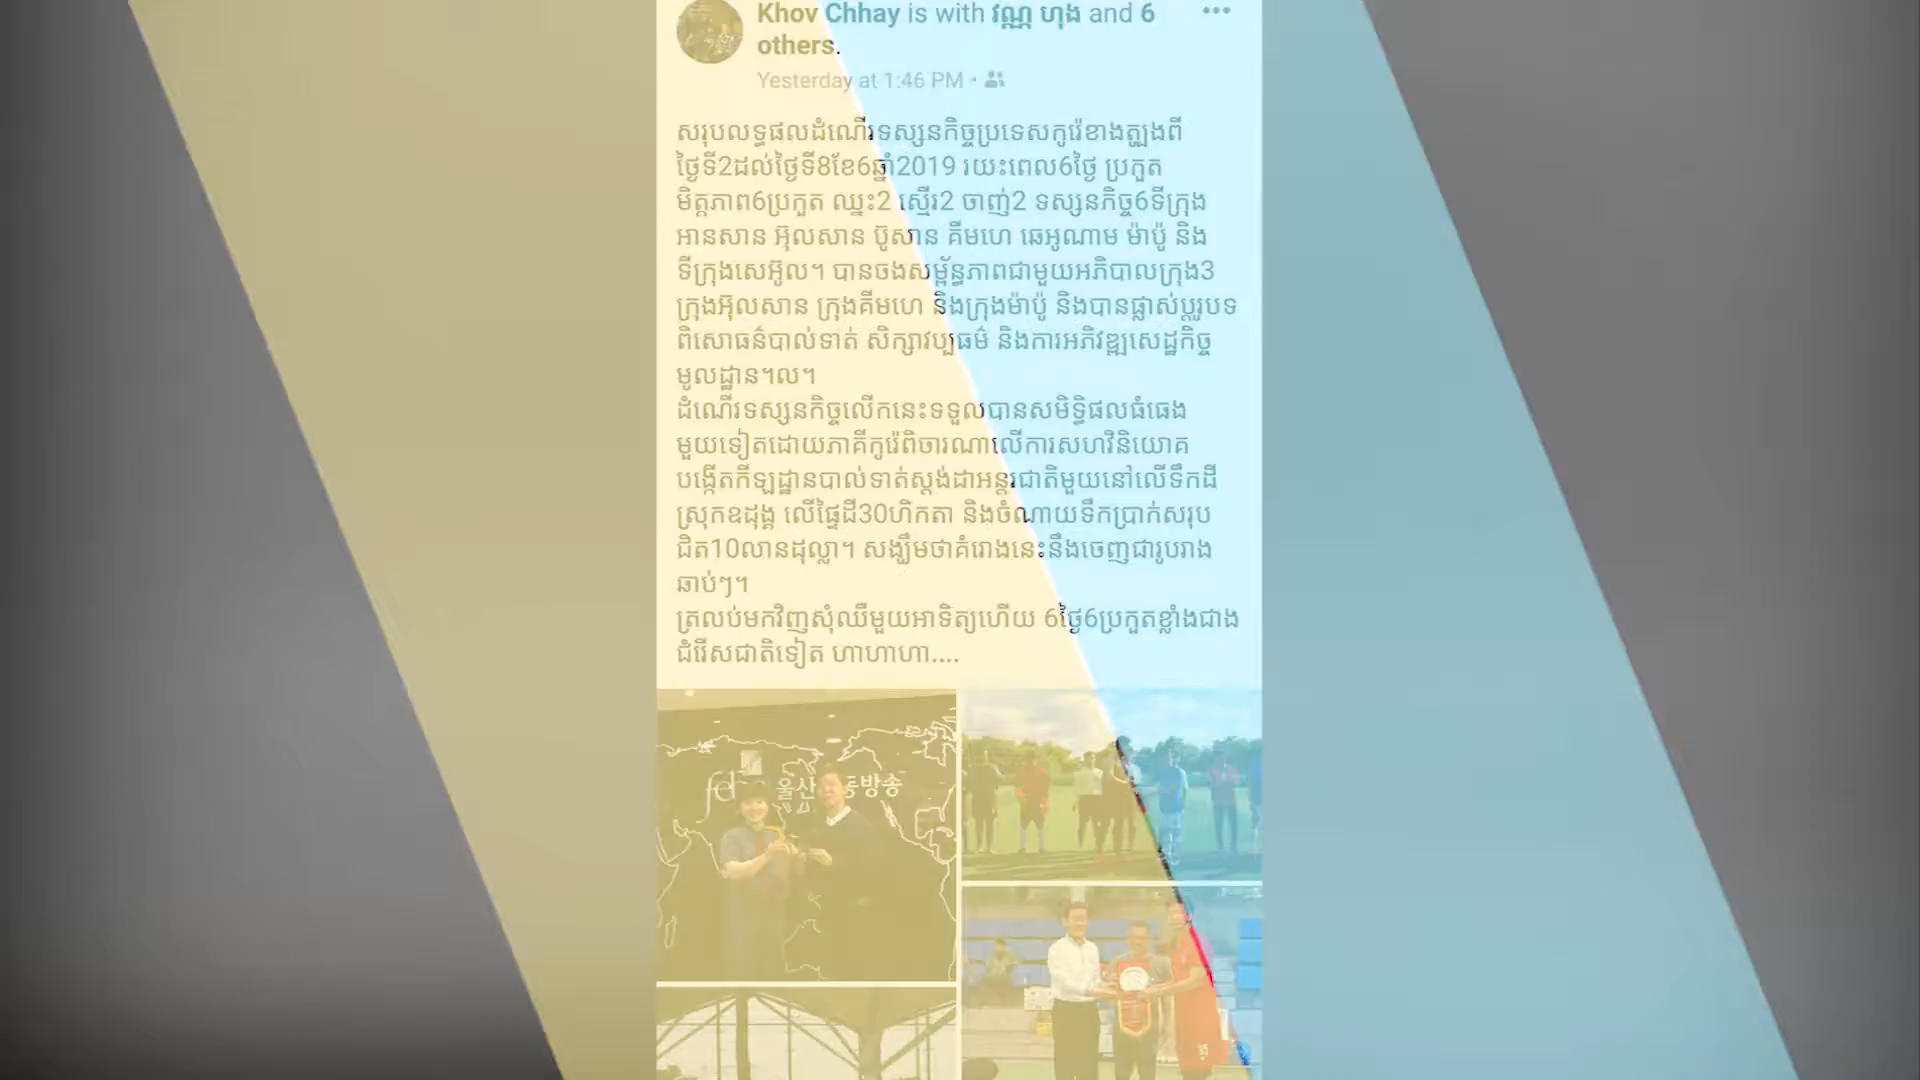 Khov Chhay is with វណ្ណ ហុង and 6
others.
Yesterday at 1:46 PM
សរុបលទ្ធផលដំណើរទស្សនកិច្ចប្រទេសកូរ៉េខាងត្បូងពី
ថ្ងៃទី2ដល់ថ្ងៃទី8ខែ6ឆ្នាំ2019 រយះពេល6ថ្ងៃ ប្រកួត
មិត្តភាព6ប្រកួត ឈ្នះ2 ស្មើរ2 ចាញ់2 ទស្សនកិច្ច6ទីក្រុង
អានសាន អ៊ុលសាន ប៊ូសាន គីមហេ ឆេអូណាម ម៉ាប៉ូ និង
ទីក្រុងសេអ៊ូល។ បានចងសម្ព័ន្ធភាពជាមួយអភិបាលក្រុង3
ក្រុងអ៊ុលសាន ក្រុងគីមហេ និងក្រុងម៉ាប៉ូ និងបានផ្លាស់ប្តូរបទ
ពិសោធន៌បាល់ទាត់ សិក្សាវប្បធម៌ និងការអភិវឌ្ឍសេដ្ឋកិច្ច
មូលដ្ឋាន។ល។
ដំណើរទស្សនកិច្ចលើកនេះទទួលបានសមិទ្ធិផលធំធេង
មួយទៀតដោយភាគីកូរ៉េពិចារណាលើការសហវិនិយោគ
បង្កើតកីឡដ្ឋានបាល់ទាត់ស្តង់ដាអន្តរជាតិមួយនៅលើទឹកដី
ស្រុកឧដុង្គ លើផ្ទៃដី30ហិកតា និងចំណាយទឹកប្រាក់សរុប
ជិត10លានដុល្លា។ សង្ឃឹមថាគំរោងនេះនឹងចេញជារូបរាង
ឆាប់ៗ។
ត្រលប់មកវិញសុំឈឺមួយអាទិត្យហើយ 6ថ្ងៃ6ប្រកួតខ្លាំងជាង
ជំរើសជាតិទៀត ហាហាហា....
울산 통방송